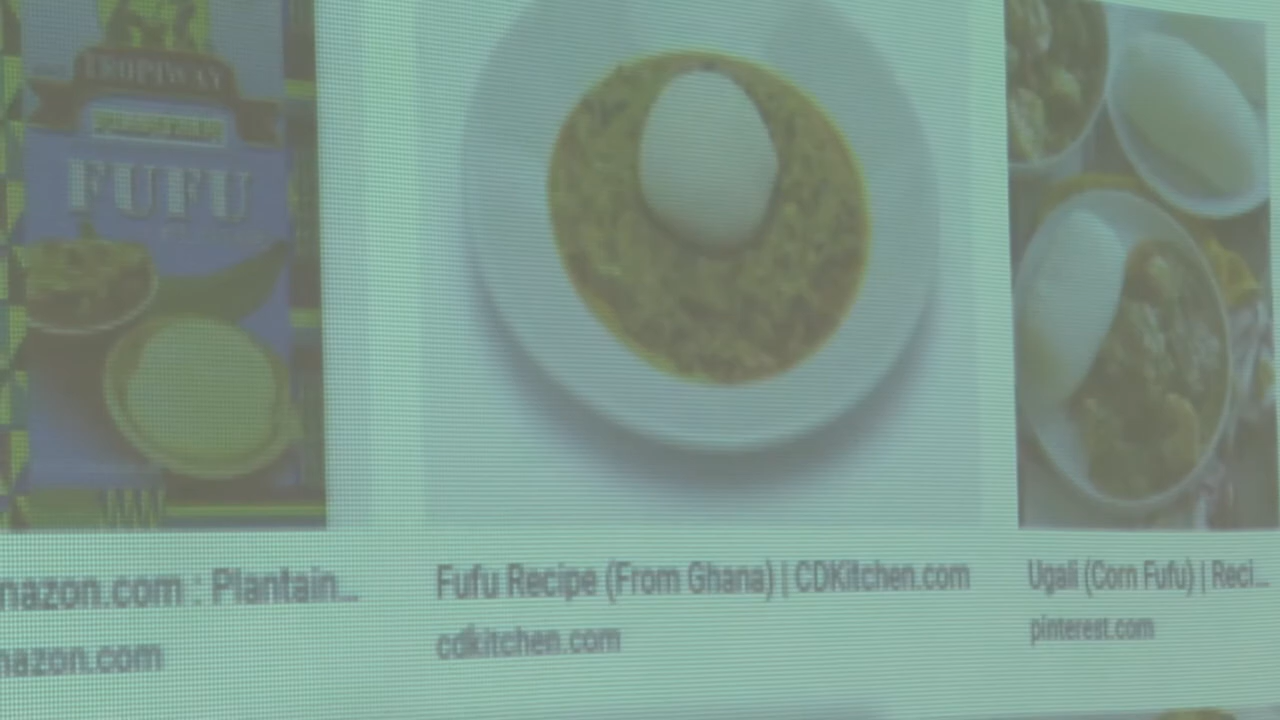 TROPIWAY
FUFU
nazon.com : Plantain...
nazon.com
Fufu Recipe (From Ghana) | CDKitchen.com
cdkitchen.com
Ugali (Corn Fufu) | Reci...
pinterest.com